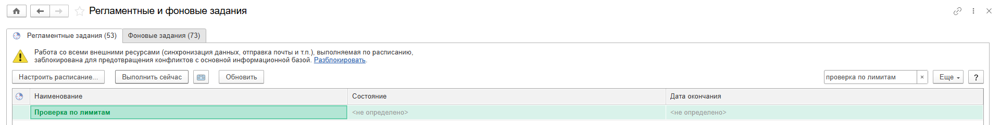 Регламентные и фоновые задания
Регламентные задания (53)
Фоновые задания (73)
Работа со всеми внешними ресурсами (синхронизация данных, отправка почты и т.п.), выполняемая по расписанию,
заблокирована для предотвращения конфликтов с основной информационной базой. Разблокировать.
Настроить расписание...
Выполнить сейчас
Обновить
проверка по лимитам
×
Еще
?
Наименование
Состояние
Дата окончания
Проверка по лимитам
<не определено>
<не определено>